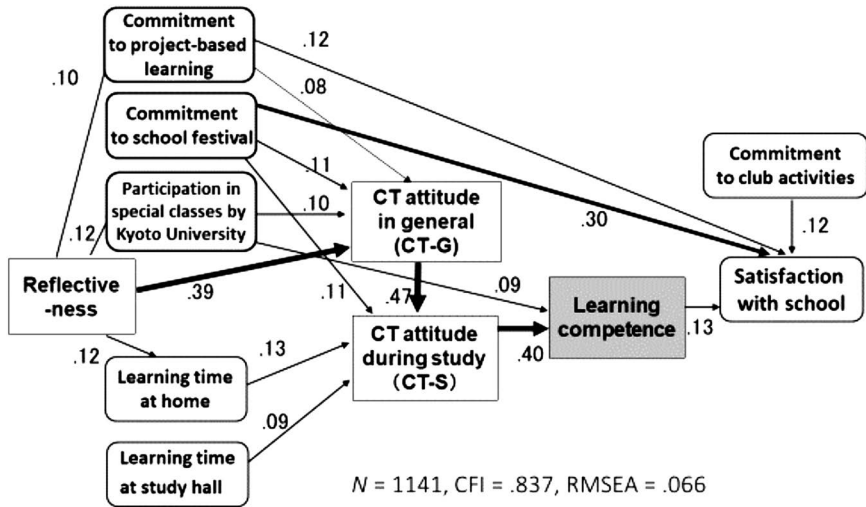 Commitment
to project-based
learning
.12
.10
.08
Commitment
to school festival
.11
Commitment
to club activities
Participation in
special classes by
Kyoto University
.10
CT attitude
in general
(CT-G)
.30
.12
.12
Reflective
-ness
.39
.11
.47
.09
Learning
competence
Satisfaction
with school
.13
CT attitude
during study
(CT-S)
.40
.12
.13
Learning time
at home
.09
Learning time
at study hall
N = 1141, CFI = .837, RMSEA = .066